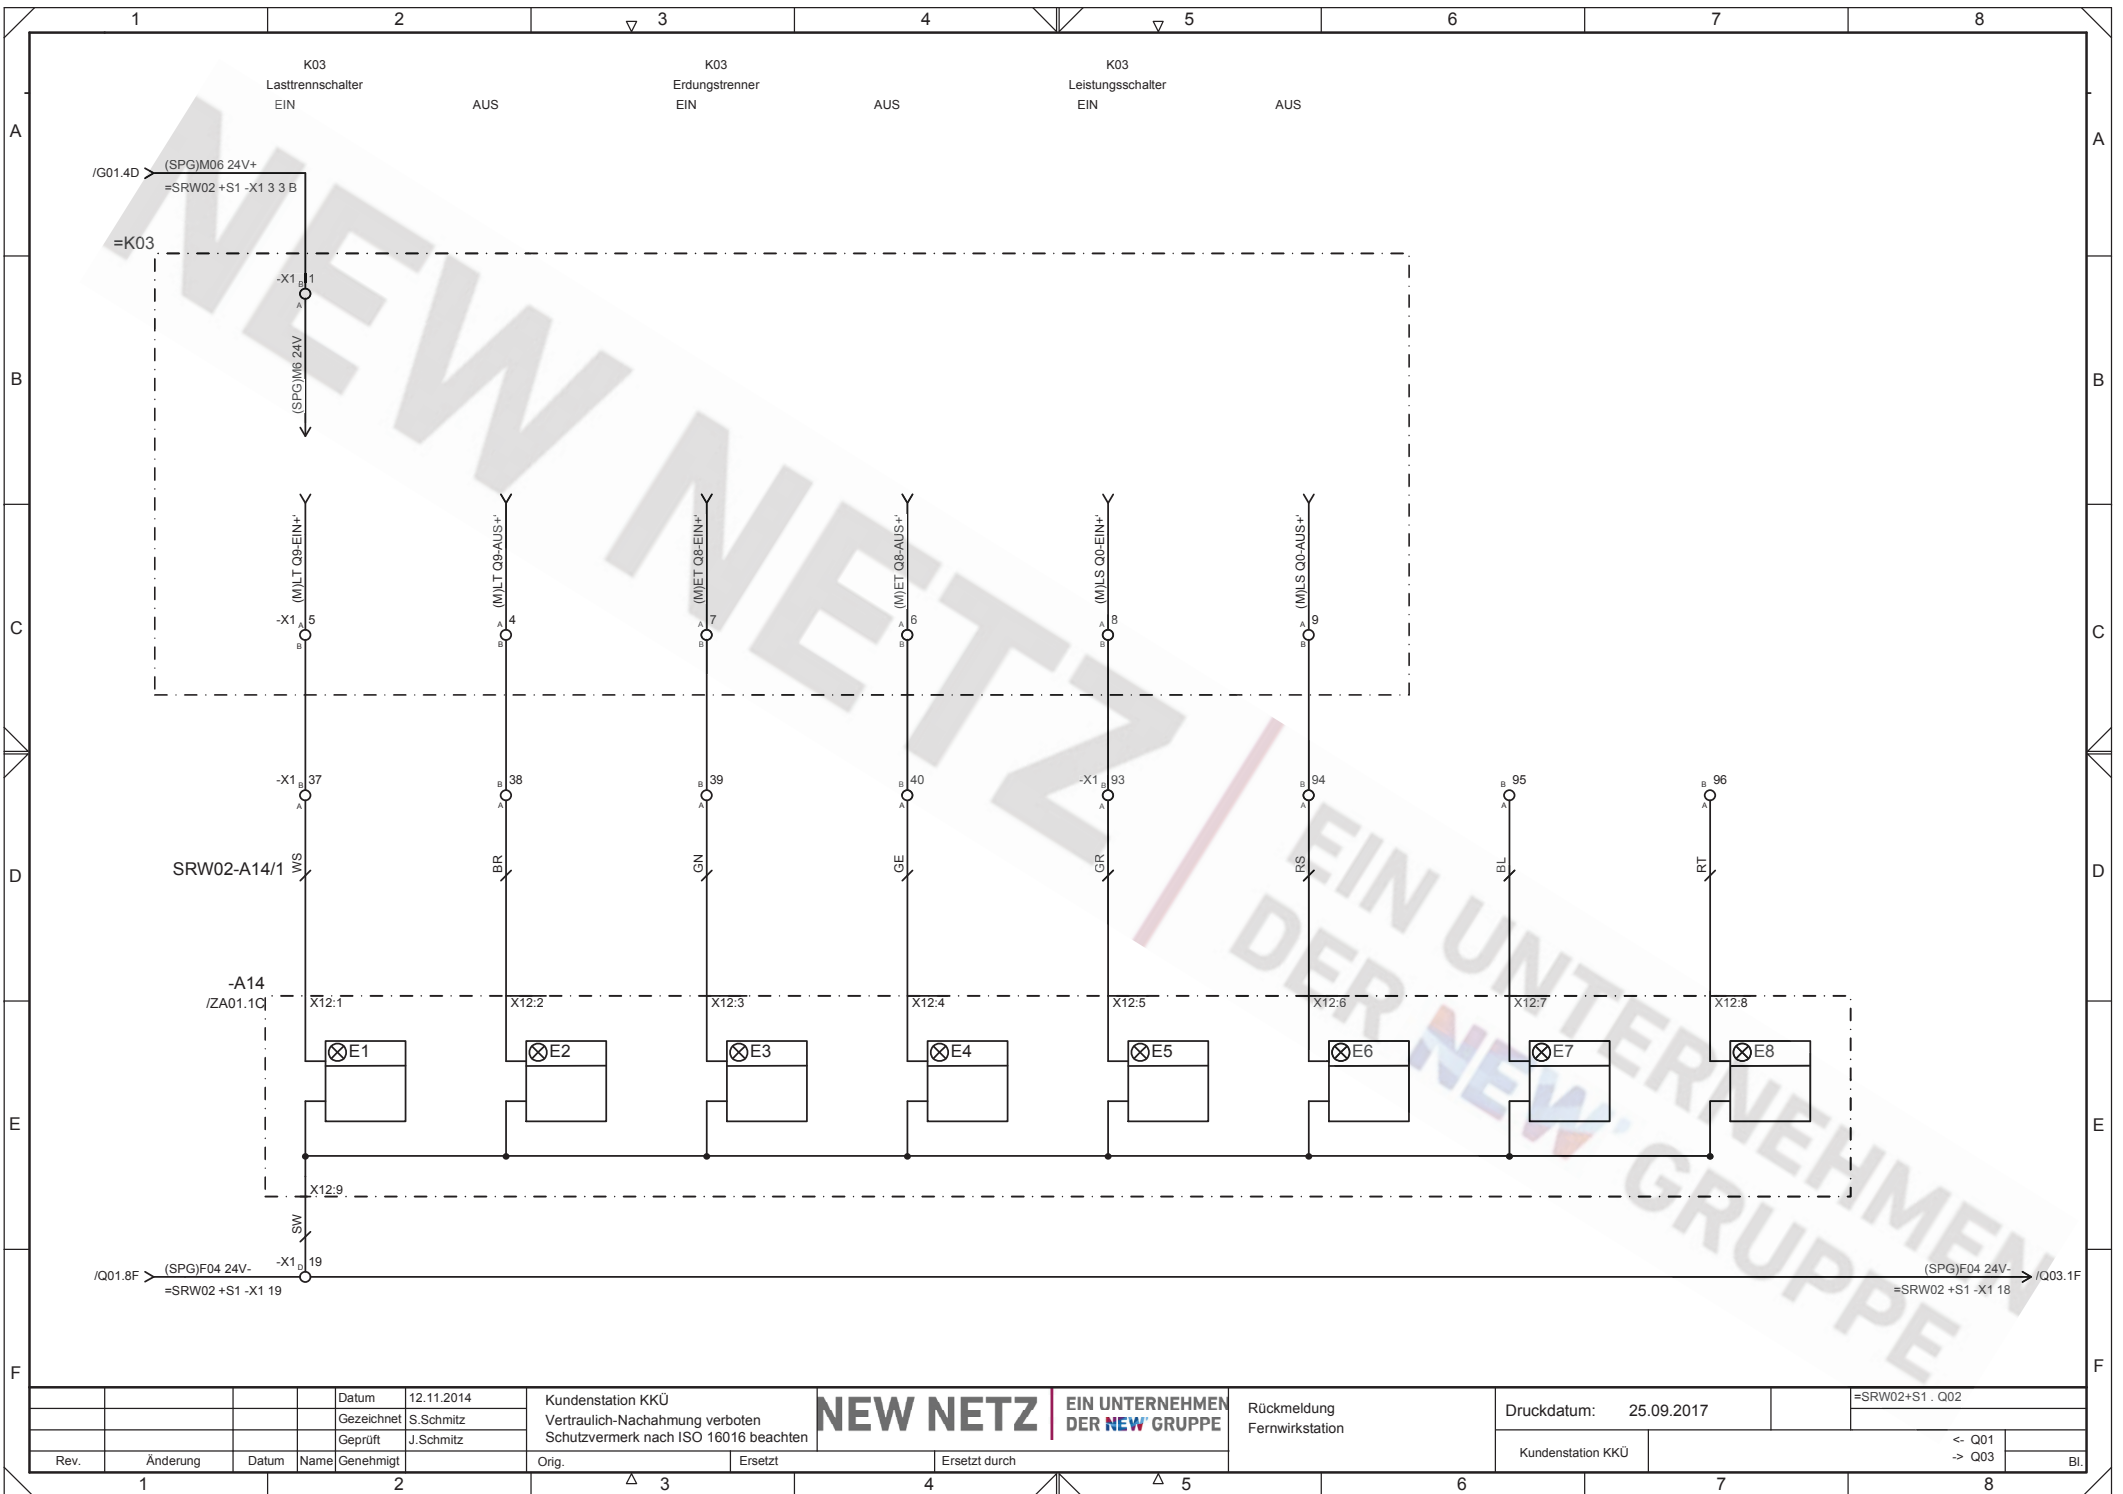 1 2 3 4 5 6 7 8
K03 K03 K03
Lasttrennschalter Erdungstrenner Leistungsschalter
EIN AUS EIN AUS EIN AUS
A A
/G01.4D (SPG)M06 24V+
=SRW02 +S1 -X1 3 3 B
=K03
-X1 B 1
A
(SPG)M6 24V
B B
(M)LT Q9-EIN+' (M)LT Q9-AUS+' (M)ET Q8-EIN+' (M)ET Q8-AUS+' (M)LS Q0-EIN+' (M)LS Q0-AUS+'
-X1 A 5 A 4 A 7 A 6 A 8 A 9
B B B B B B
C C
-X1 B 37 B 38 B 39 B 40 -X1 B 93 B 94 B 95 B 96
A A A A A A A A
SRW02-A14/1 WS BR GN GE GR RS BL RT
D D
-A14
/ZA01.1C X12:1 X12:2 X12:3 X12:4 X12:5 X12:6 X12:7 X12:8
E1 E2 E3 E4 E5 E6 E7 E8
E E
X12:9
SW
-X1 D 19
/Q01.8F (SPG)F04 24V- (SPG)F04 24V- /Q03.1F
=SRW02 +S1 -X1 19 =SRW02 +S1 -X1 18
F F
NEW NETZ
EIN UNTERNEHMEN
DER NEW GRUPPE
Datum 12.11.2014
Gezeichnet S.Schmitz
Geprüft J.Schmitz
Rev. Änderung Datum Name Genehmigt
Kundenstation KKÜ
Vertraulich-Nachahmung verboten
Schutzvermerk nach ISO 16016 beachten
Orig. Ersetzt Ersetzt durch
NEW NETZ
EIN UNTERNEHMEN
DER NEW GRUPPE
Rückmeldung
Fernwirkstation
Druckdatum: 25.09.2017
Kundenstation KKÜ
=SRW02+S1 . Q02
<- Q01
-> Q03
Bl.
1 2 3 4 5 6 7 8